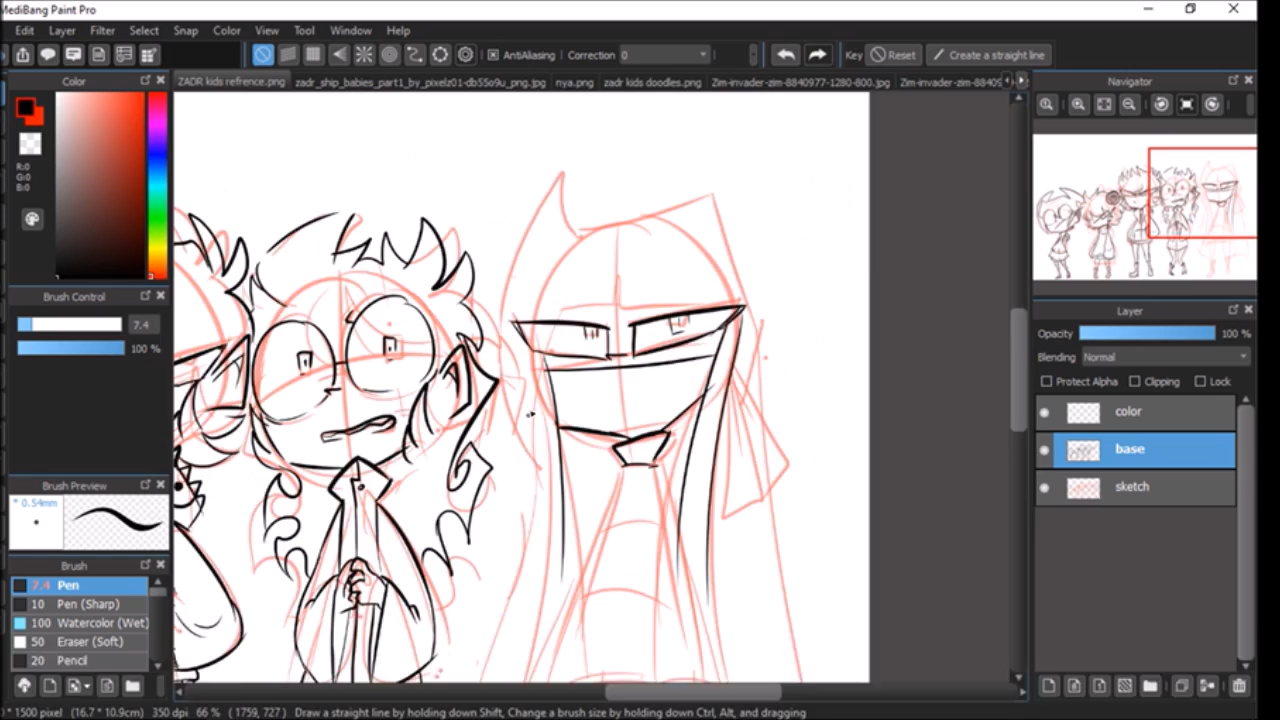 MediBang Paint Pro
Edit Layer Filter Select Snap Color View Tool Window Help
AntiAliasing Correction 0 Key Reset Create a straight line
Color
ZADR kids refrence.png zadr_ship_babies_part1_by_pixelz01-db55o9u_png.jpg nya.png zadr kids doodles.png Zim-invader-zim-8840977-1280-800.jpg Zim-invader-zim-8840
Navigator
R:0
G:0
B:0
Brush Control
7.4
100 %
Layer
Opacity 100 %
Blending Normal
Protect Alpha Clipping Lock
color
base
sketch
Brush Preview
* 0.54mm
Brush
7.4 Pen
10 Pen (Sharp)
100 Watercolor (Wet)
50 Eraser (Soft)
20 Pencil
* 1500 pixel (16.7 * 10.9cm) 350 dpi 66 % ( 1759, 727 ) Draw a straight line by holding down Shift, Change a brush size by holding down Ctrl, Alt, and dragging